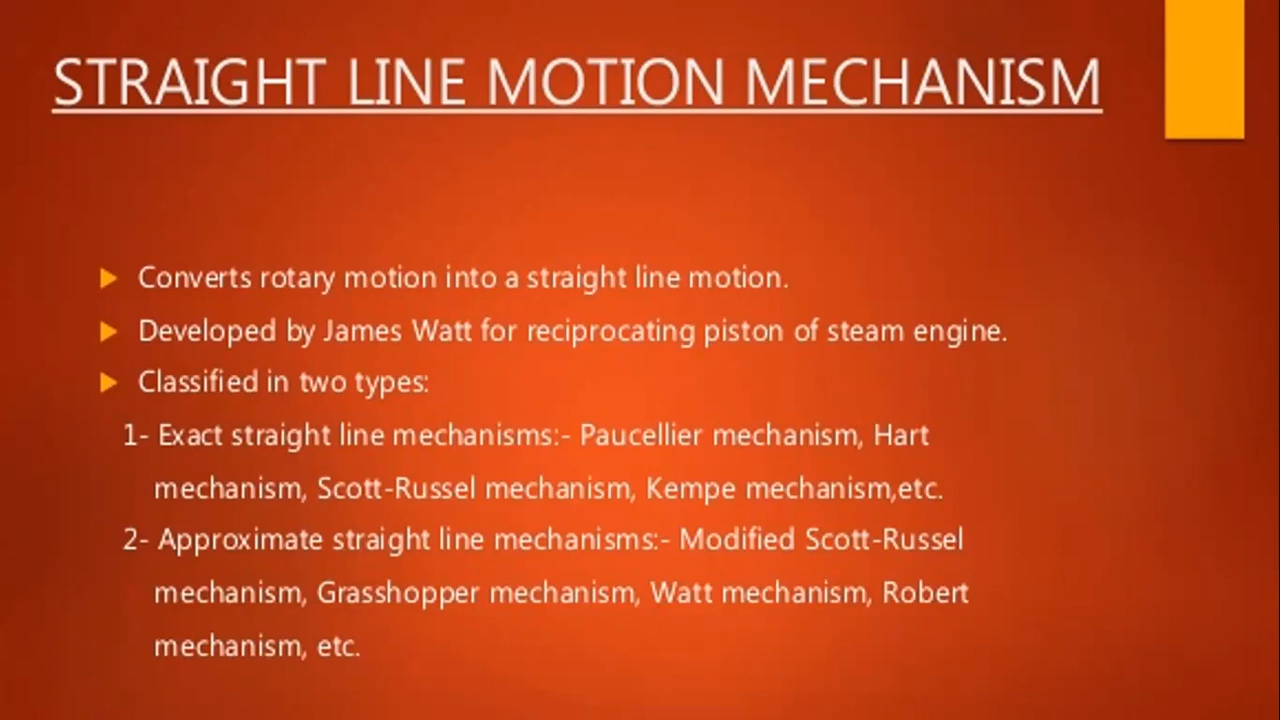 STRAIGHT LINE MOTION MECHANISM
Converts rotary motion into a straight line motion.
Developed by James Watt for reciprocating piston of steam engine.
Classified in two types:
1- Exact straight line mechanisms:- Paucellier mechanism, Hart
mechanism, Scott-Russel mechanism, Kempe mechanism,etc.
2- Approximate straight line mechanisms:- Modified Scott-Russel
mechanism, Grasshopper mechanism, Watt mechanism, Robert
mechanism, etc.